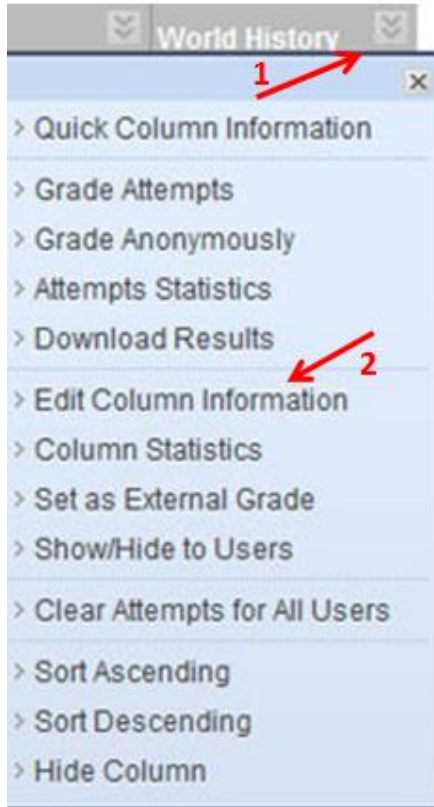 World History
1
> Quick Column Information
> Grade Attempts
> Grade Anonymously
> Attempts Statistics
> Download Results
2
> Edit Column Information
> Column Statistics
> Set as External Grade
> Show/Hide to Users
> Clear Attempts for All Users
> Sort Ascending
> Sort Descending
> Hide Column